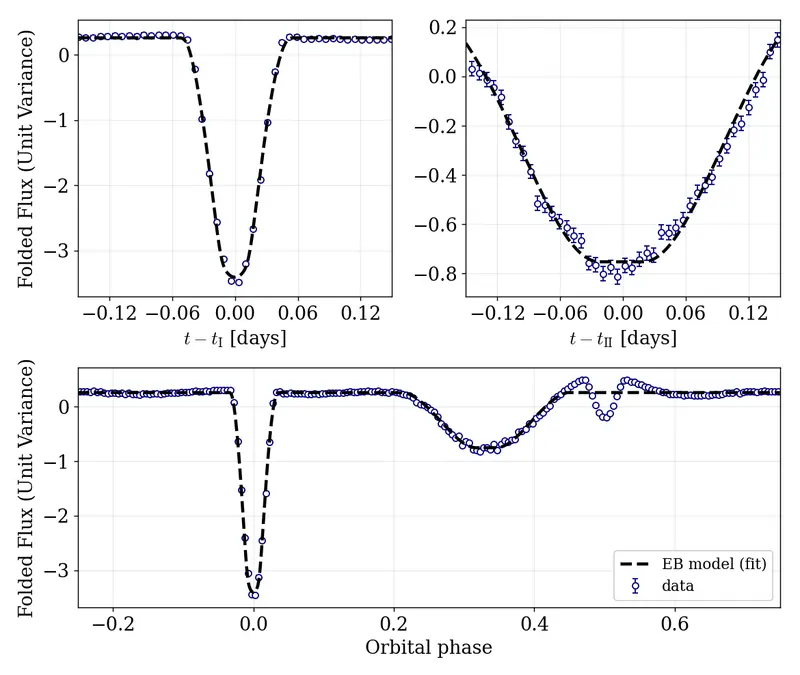 Folded Flux (Unit Variance)
0
−1
−2
−3
−0.12 −0.06 0.00 0.06 0.12
t − t_I [days]
0.2
0.0
−0.2
−0.4
−0.6
−0.8
−0.12 −0.06 0.00 0.06 0.12
t − t_II [days]
Folded Flux (Unit Variance)
0
−1
−2
−3
EB model (fit)
data
−0.2 0.0 0.2 0.4 0.6
Orbital phase